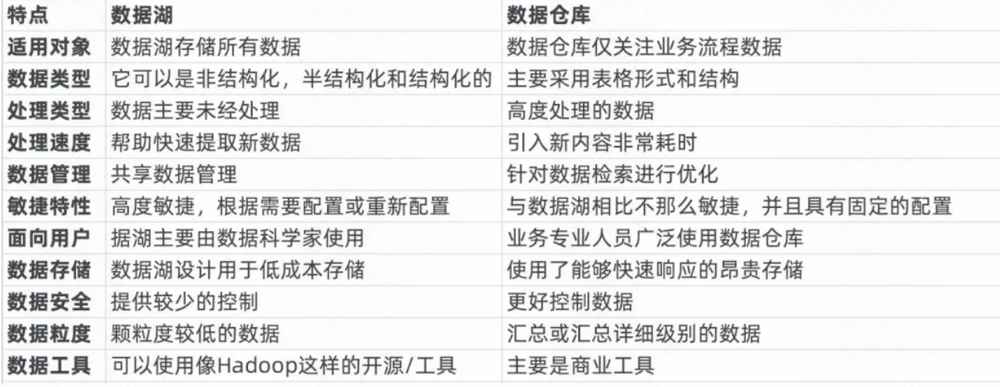 特点 数据湖 数据仓库
适用对象 数据湖存储所有数据 数据仓库仅关注业务流程数据
数据类型 它可以是非结构化，半结构化和结构化的 主要采用表格形式和结构
处理类型 数据主要未经处理 高度处理的数据
处理速度 帮助快速提取新数据 引入新内容非常耗时
数据管理 共享数据管理 针对数据检索进行优化
敏捷特性 高度敏捷，根据需要配置或重新配置 与数据湖相比不那么敏捷，并且具有固定的配置
面向用户 据湖主要由数据科学家使用 业务专业人员广泛使用数据仓库
数据存储 数据湖设计用于低成本存储 使用了能够快速响应的昂贵存储
数据安全 提供较少的控制 更好控制数据
数据粒度 颗粒度较低的数据 汇总或汇总详细级别的数据
数据工具 可以使用像Hadoop这样的开源/工具 主要是商业工具